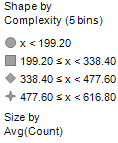 Shape by
Complexity (5 bins)
x < 199.20
199.20 ≤ x < 338.40
338.40 ≤ x < 477.60
477.60 ≤ x < 616.80
Size by
Avg(Count)